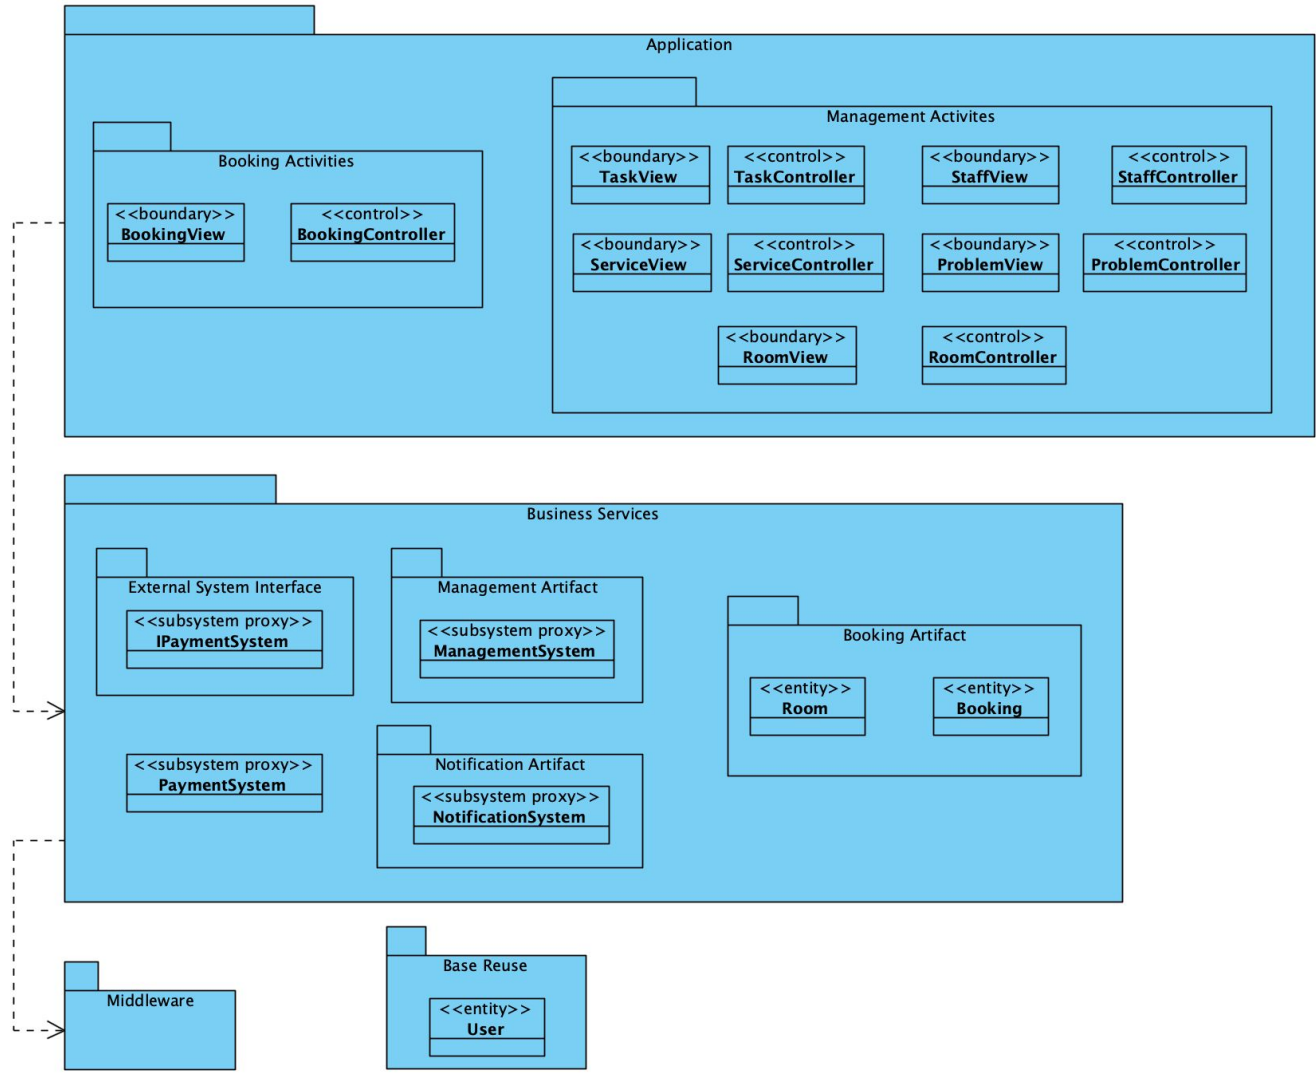 Application
Booking Activities
<<boundary>>
BookingView
<<control>>
BookingController
Management Activites
<<boundary>>
TaskView
<<control>>
TaskController
<<boundary>>
StaffView
<<control>>
StaffController
<<boundary>>
ServiceView
<<control>>
ServiceController
<<boundary>>
ProblemView
<<control>>
ProblemController
<<boundary>>
RoomView
<<control>>
RoomController
Business Services
External System Interface
<<subsystem proxy>>
IPaymentSystem
Management Artifact
<<subsystem proxy>>
ManagementSystem
Booking Artifact
<<entity>>
Room
<<entity>>
Booking
<<subsystem proxy>>
PaymentSystem
Notification Artifact
<<subsystem proxy>>
NotificationSystem
Middleware
Base Reuse
<<entity>>
User